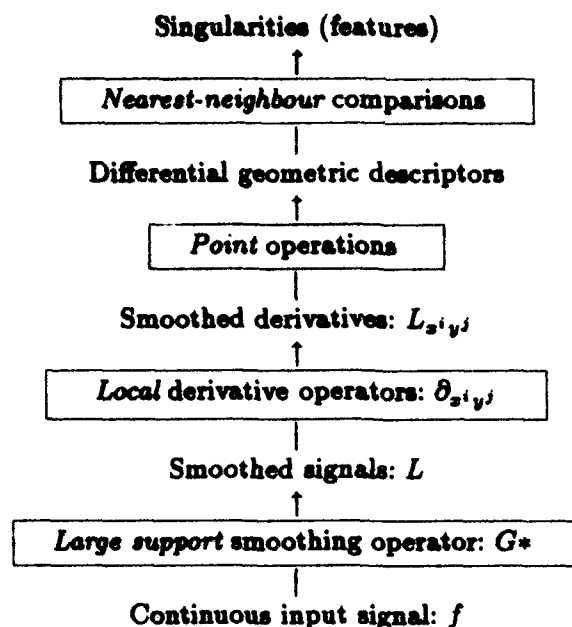 Singularities (features)
Nearest-neighbour comparisons
Differential geometric descriptors
Point operations
Smoothed derivatives: L_{x^i y^j}
Local derivative operators: ∂_{x^i y^j}
Smoothed signals: L
Large support smoothing operator: G*
Continuous input signal: f